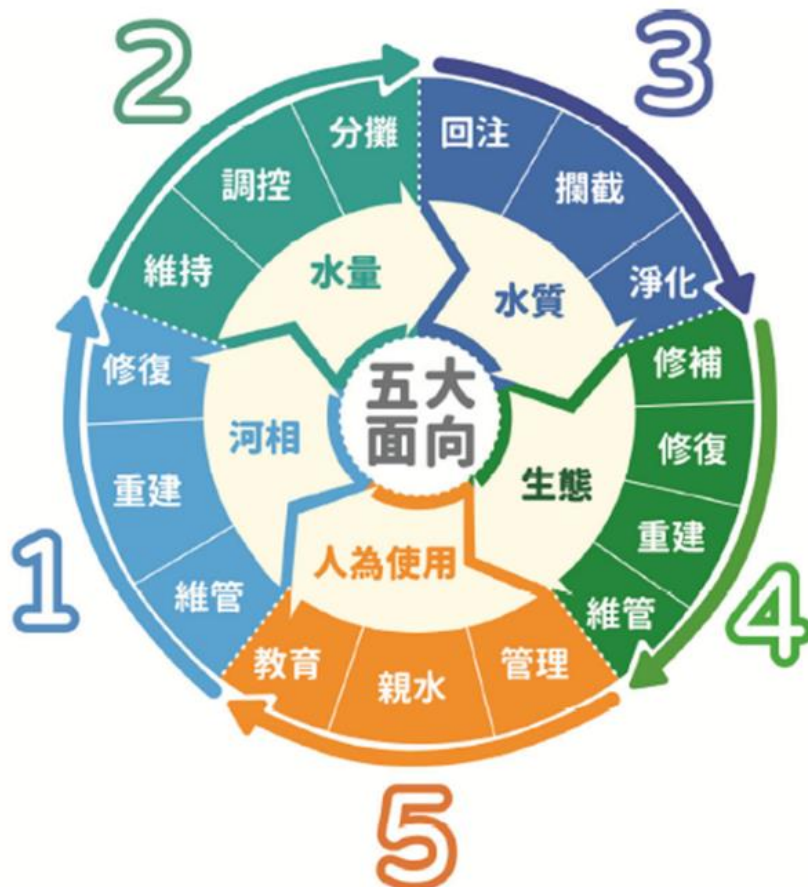 五大
面向
1
河相
維管
重建
修復
2
水量
維持
調控
分攤
3
水質
回注
攔截
淨化
4
生態
修補
修復
重建
維管
5
人為使用
管理
親水
教育